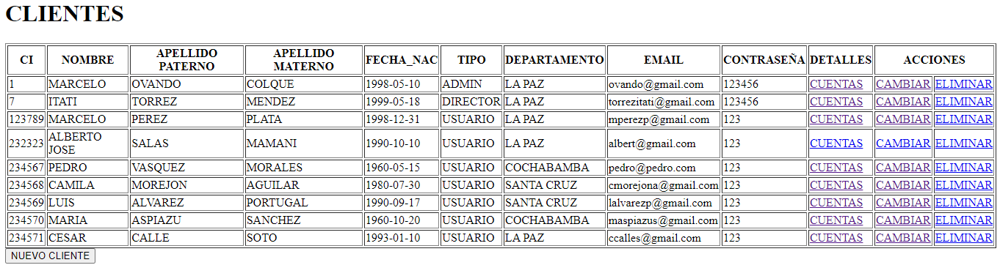 CLIENTES
CI NOMBRE APELLIDO PATERNO APELLIDO MATERNO FECHA_NAC TIPO DEPARTAMENTO EMAIL CONTRASEÑA DETALLES ACCIONES
1 MARCELO OVANDO COLQUE 1998-05-10 ADMIN LA PAZ ovando@gmail.com 123456 CUENTAS CAMBIAR ELIMINAR
7 ITATI TORREZ MENDEZ 1999-05-18 DIRECTOR LA PAZ torrezitati@gmail.com 123456 CUENTAS CAMBIAR ELIMINAR
123789 MARCELO PEREZ PLATA 1998-12-31 USUARIO LA PAZ mperezp@gmail.com 123 CUENTAS CAMBIAR ELIMINAR
232323 ALBERTO JOSE SALAS MAMANI 1990-10-10 USUARIO LA PAZ albert@gmail.com 123 CUENTAS CAMBIAR ELIMINAR
234567 PEDRO VASQUEZ MORALES 1960-05-15 USUARIO COCHABAMBA pedro@pedro.com 123 CUENTAS CAMBIAR ELIMINAR
234568 CAMILA MOREJON AGUILAR 1980-07-30 USUARIO SANTA CRUZ cmorejona@gmail.com 123 CUENTAS CAMBIAR ELIMINAR
234569 LUIS ALVAREZ PORTUGAL 1990-09-17 USUARIO SANTA CRUZ lalvarezp@gmail.com 123 CUENTAS CAMBIAR ELIMINAR
234570 MARIA ASPIAZU SANCHEZ 1960-10-20 USUARIO COCHABAMBA maspiazus@gmail.com 123 CUENTAS CAMBIAR ELIMINAR
234571 CESAR CALLE SOTO 1993-01-10 USUARIO LA PAZ ccalles@gmail.com 123 CUENTAS CAMBIAR ELIMINAR
NUEVO CLIENTE